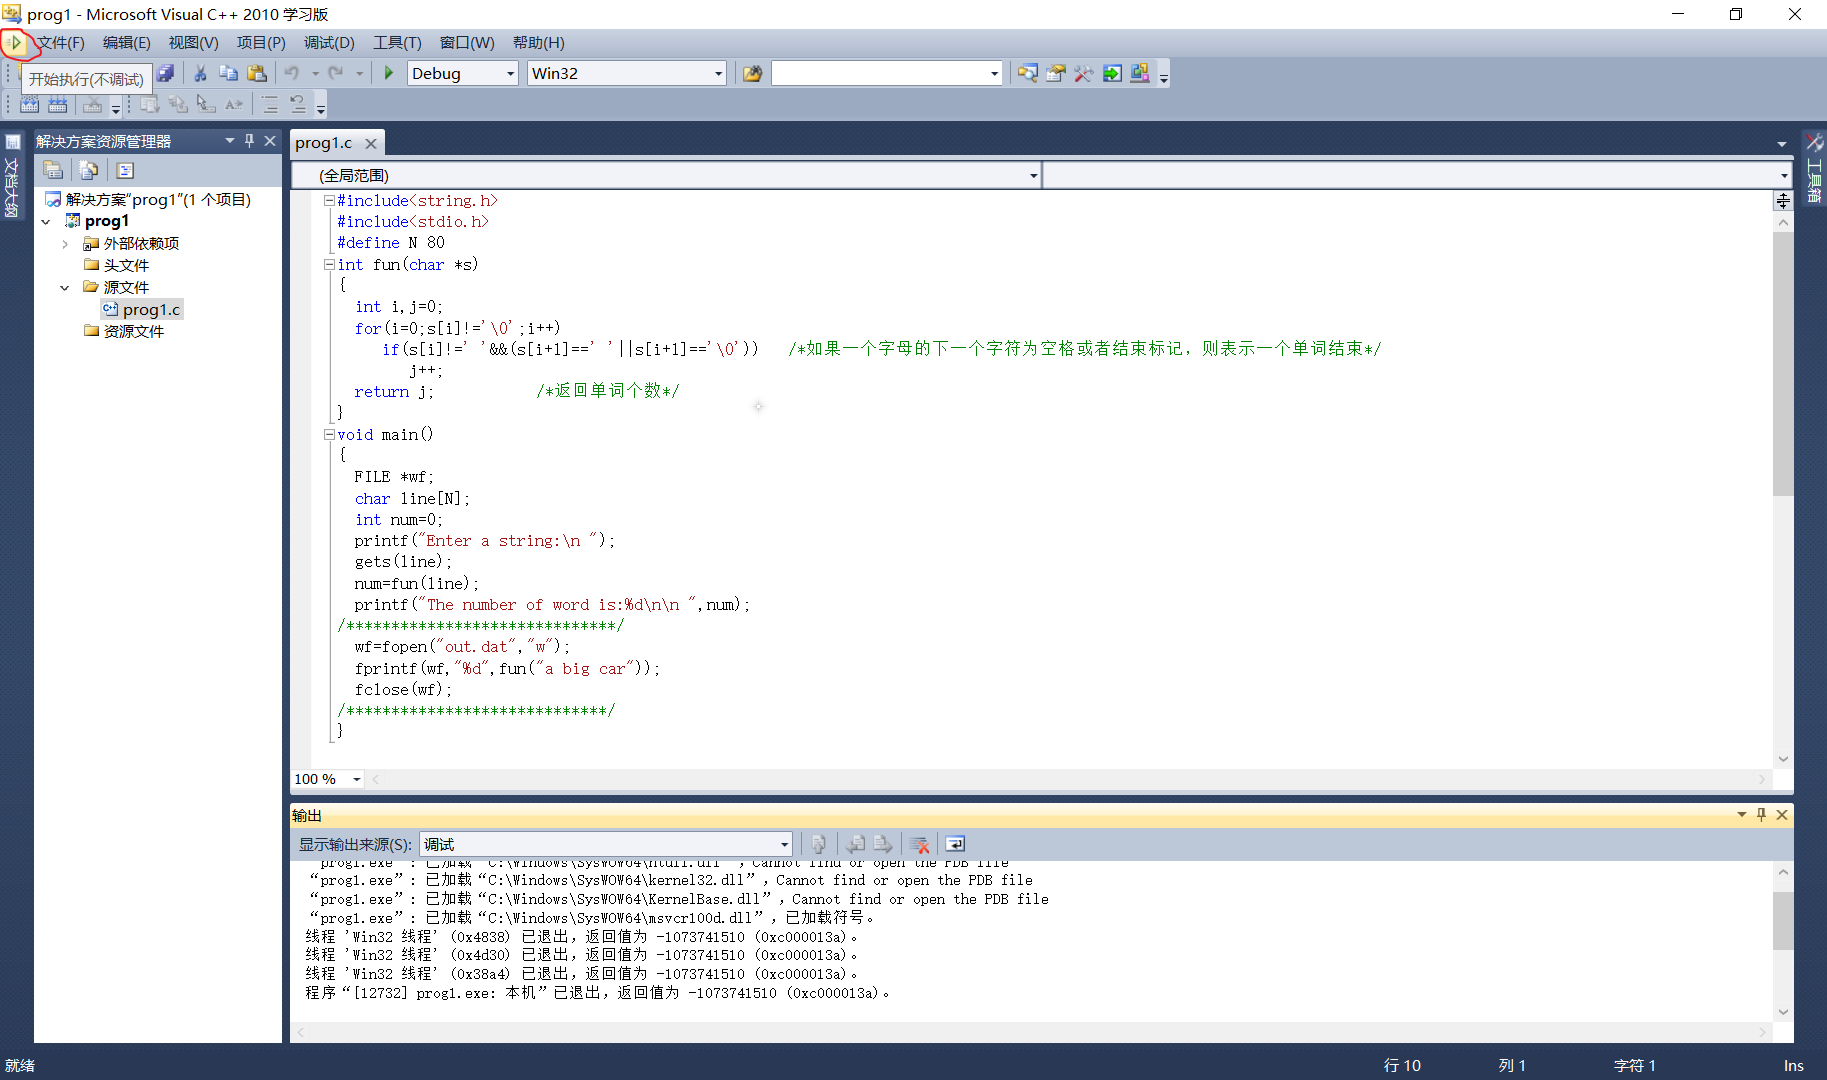 prog1 - Microsoft Visual C++ 2010 学习版
文件(F) 编辑(E) 视图(V) 项目(P) 调试(D) 工具(T) 窗口(W) 帮助(H)
开始执行(不调试)
Debug
Win32
文档大纲
解决方案资源管理器
解决方案"prog1"(1 个项目)
prog1
外部依赖项
头文件
源文件
prog1.c
资源文件
工具箱
prog1.c
(全局范围)
#include<string.h>
#include<stdio.h>
#define N 80
int fun(char *s)
{
int i,j=0;
for(i=0;s[i]!='\0';i++)
if(s[i]!=' '&&(s[i+1]==' '||s[i+1]=='\0')) /*如果一个字母的下一个字符为空格或者结束标记，则表示一个单词结束*/
j++;
return j; /*返回单词个数*/
}
void main()
{
FILE *wf;
char line[N];
int num=0;
printf("Enter a string:\n ");
gets(line);
num=fun(line);
printf("The number of word is:%d\n\n ",num);
/******************************/
wf=fopen("out.dat","w");
fprintf(wf,"%d",fun("a big car"));
fclose(wf);
/*****************************/
}
100 %
输出
显示输出来源(S): 调试
“prog1.exe”: 已加载“C:\Windows\SysWOW64\ntdll.dll”，Cannot find or open the PDB file
“prog1.exe”: 已加载“C:\Windows\SysWOW64\kernel32.dll”，Cannot find or open the PDB file
“prog1.exe”: 已加载“C:\Windows\SysWOW64\KernelBase.dll”，Cannot find or open the PDB file
“prog1.exe”: 已加载“C:\Windows\SysWOW64\msvcr100d.dll”，已加载符号。
线程 'Win32 线程' (0x4838) 已退出，返回值为 -1073741510 (0xc000013a)。
线程 'Win32 线程' (0x4d30) 已退出，返回值为 -1073741510 (0xc000013a)。
线程 'Win32 线程' (0x38a4) 已退出，返回值为 -1073741510 (0xc000013a)。
程序“[12732] prog1.exe: 本机”已退出，返回值为 -1073741510 (0xc000013a)。
就绪 行 10 列 1 字符 1 Ins